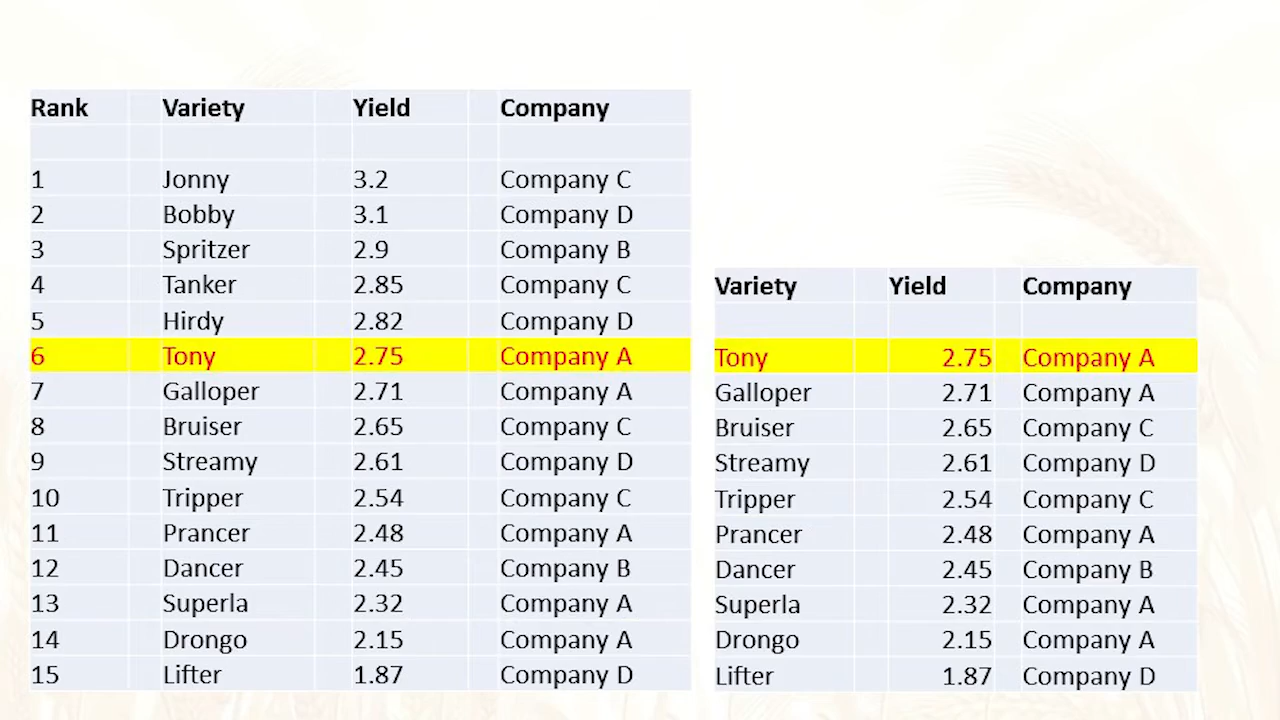 Rank Variety Yield Company
1 Jonny 3.2 Company C
2 Bobby 3.1 Company D
3 Spritzer 2.9 Company B
4 Tanker 2.85 Company C
5 Hirdy 2.82 Company D
6 Tony 2.75 Company A
7 Galloper 2.71 Company A
8 Bruiser 2.65 Company C
9 Streamy 2.61 Company D
10 Tripper 2.54 Company C
11 Prancer 2.48 Company A
12 Dancer 2.45 Company B
13 Superla 2.32 Company A
14 Drongo 2.15 Company A
15 Lifter 1.87 Company D
Variety Yield Company
Tony 2.75 Company A
Galloper 2.71 Company A
Bruiser 2.65 Company C
Streamy 2.61 Company D
Tripper 2.54 Company C
Prancer 2.48 Company A
Dancer 2.45 Company B
Superla 2.32 Company A
Drongo 2.15 Company A
Lifter 1.87 Company D